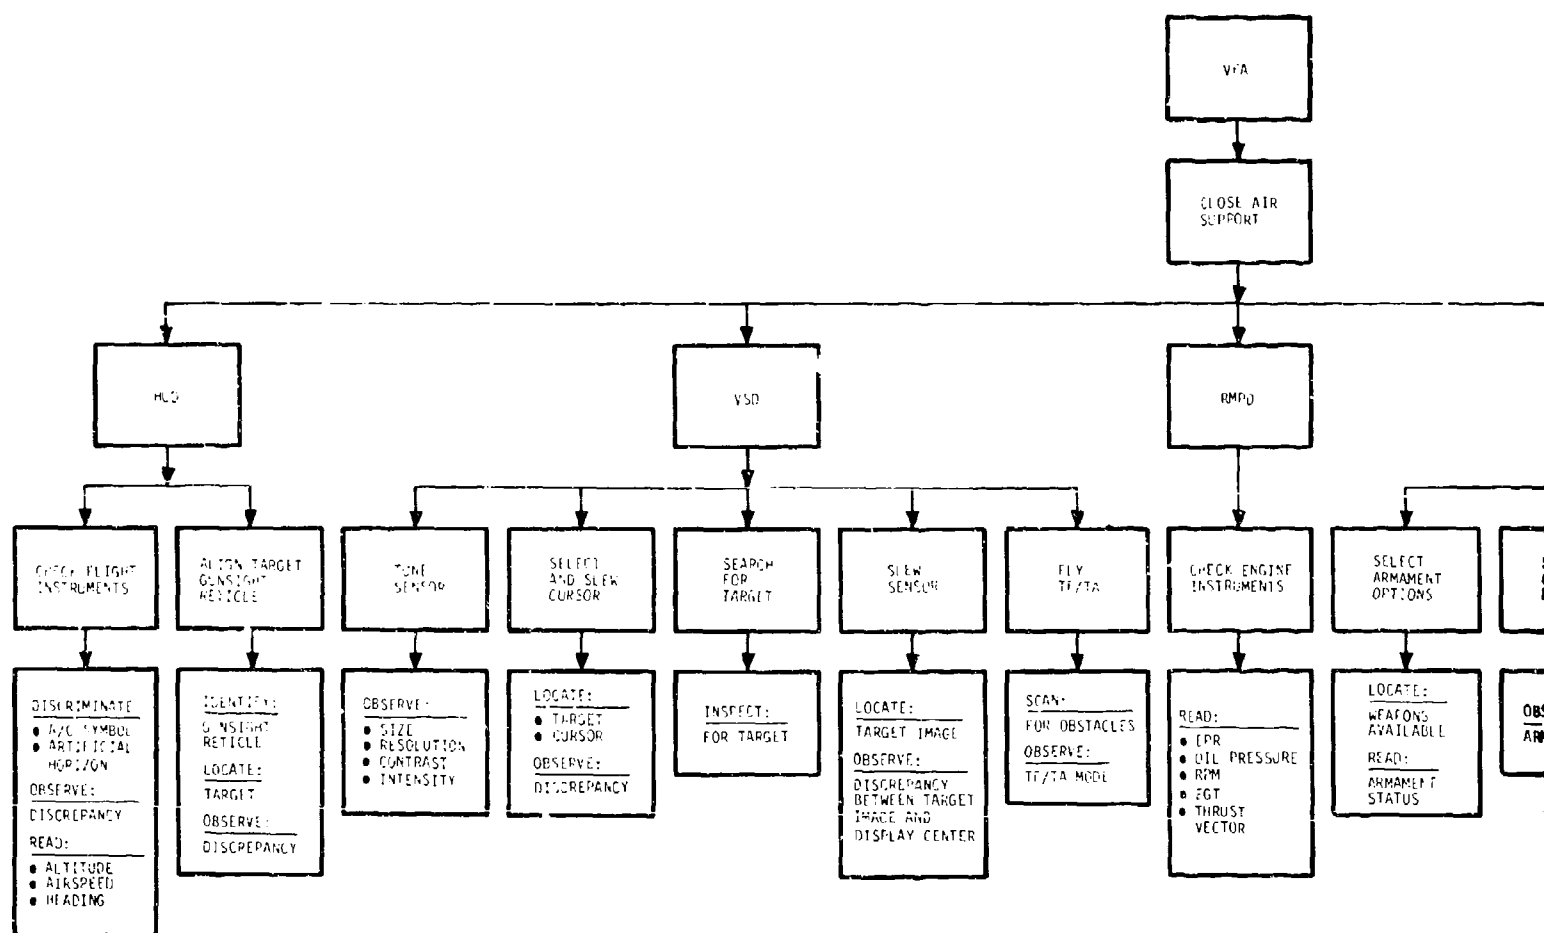 VFA
CLOSE AIR
SUPPORT
HUD
VSD
RMPD
CHECK FLIGHT
INSTRUMENTS
ALIGN TARGET
GUNSIGHT
RETICLE
TUNE
SENSOR
SELECT
AND SLEW
CURSOR
SEARCH
FOR
TARGET
SLEW
SENSOR
FLY
TF/TA
CHECK ENGINE
INSTRUMENTS
SELECT
ARMAMENT
OPTIONS
DISCRIMINATE
• A/C SYMBOL
• ARTIFICIAL
HORIZON
OBSERVE:
DISCREPANCY
READ:
• ALTITUDE
• AIRSPEED
• HEADING
IDENTIFY:
GUNSIGHT
RETICLE
LOCATE:
TARGET
OBSERVE:
DISCREPANCY
OBSERVE:
• SIZE
• RESOLUTION
• CONTRAST
• INTENSITY
LOCATE:
• TARGET
• CURSOR
OBSERVE:
DISCREPANCY
INSPECT:
FOR TARGET
LOCATE:
TARGET IMAGE
OBSERVE:
DISCREPANCY
BETWEEN TARGET
IMAGE AND
DISPLAY CENTER
SCAN:
FOR OBSTACLES
OBSERVE:
TF/TA MODE
READ:
• EPR
• OIL PRESSURE
• RPM
• EGT
• THRUST
VECTOR
LOCATE:
WEAPONS
AVAILABLE
READ:
ARMAMENT
STATUS
OBS
ARM